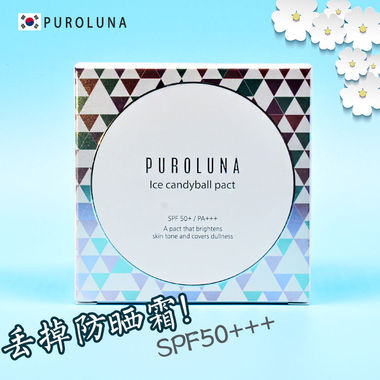 PUROLUNA
PUROLUNA
Ice candyball pact
SPF 50+ / PA+++
A pact that brightens
skin tone and covers dullness
丢掉防晒霜!
SPF50+++